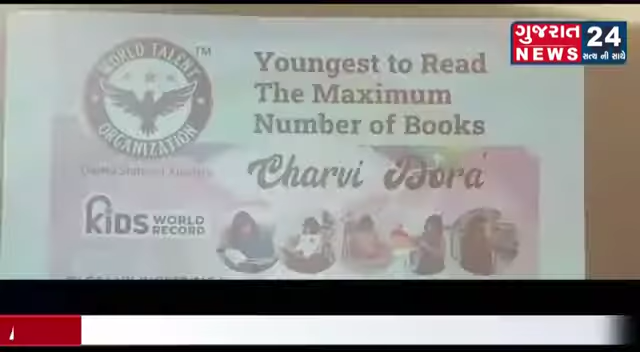 ગુજરાત
NEWS
24
સત્ય ની સાથે
WORLD TALENT ORGANIZATION
TM
Youngest to Read
The Maximum
Number of Books
Charvi Bora
KiDS WORLD
RECORD